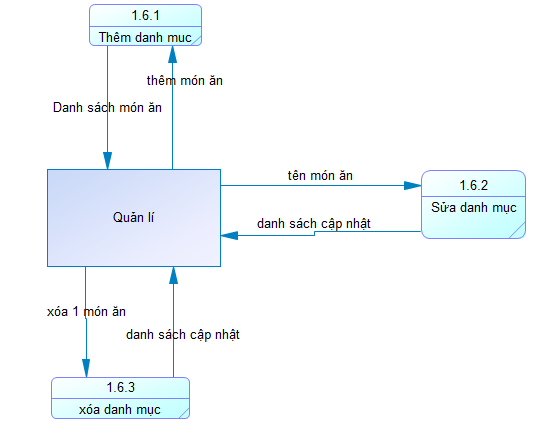 1.6.1
Thêm danh mục
thêm món ăn
Danh sách món ăn
tên món ăn
1.6.2
Sửa danh mục
Quản lí
danh sách cập nhật
xóa 1 món ăn
danh sách cập nhật
1.6.3
xóa danh mục